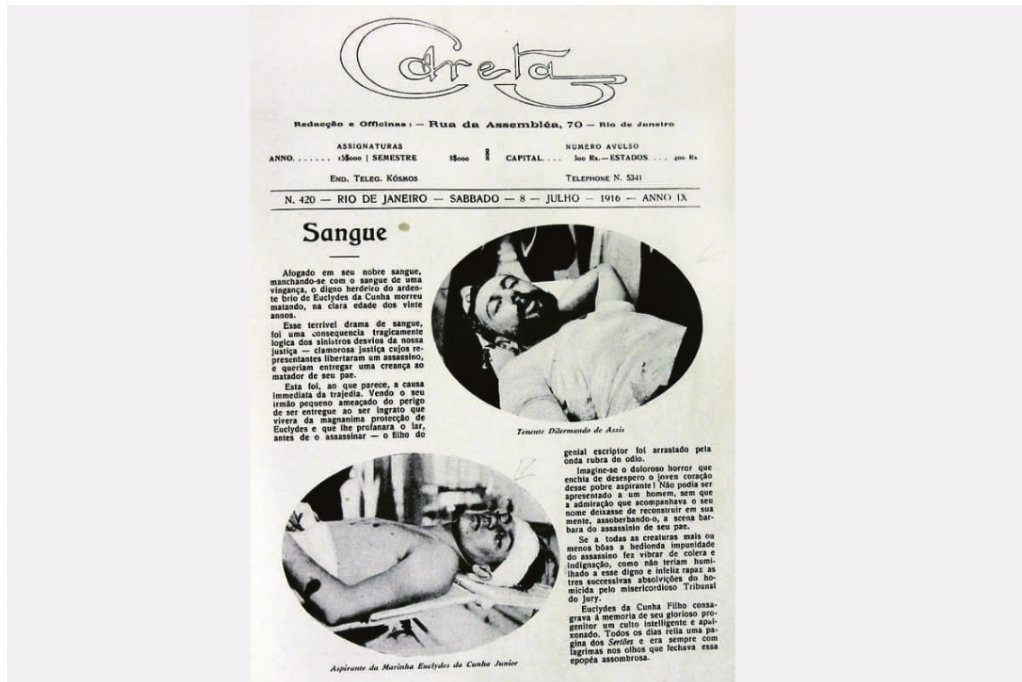 Careta
Redacção e Officinas: — Rua da Assembléa, 70 — Rio de Janeiro
ASSIGNATURAS
ANNO....... 15$000 | SEMESTRE 8$000
NUMERO AVULSO
CAPITAL.... 300 Rs.—ESTADOS.... 400 Rs
END. TELEG. KÓSMOS
TELEPHONE N. 5341
N. 420 — RIO DE JANEIRO — SABBADO — 8 — JULHO — 1916 — ANNO IX
Sangue
Afogado em seu nobre sangue,
manchando-se com o sangue de uma
vingança, o digno herdeiro do arden-
te brio de Euclydes da Cunha morreu
matando, na clara edade dos vinte
annos.
Esse terrivel drama de sangue,
foi uma consequencia tragicamente
logica dos sinistros desvios da nossa
justiça — clamorosa justiça cujos re-
presentantes libertaram um assassino,
e queriam entregar uma creança ao
matador de seu pae.
Esta foi, ao que parece, a causa
immediata da trajedia. Vendo o seu
irmão pequeno ameaçado do perigo
de ser entregue ao ser ingrato que
vivera da magnanima protecção de
Euclydes e que lhe profanara o lar,
antes de o assassinar — o filho do
Tenente Dilermando de Assis
genial escriptor foi arrastado pela
onda rubra do odio.
Imagine-se o doloroso horror que
enchia de desespero o joven coração
desse pobre aspirante! Não podia ser
apresentado a um homem, sem que
a admiração que acompanhava o seu
nome deixasse de reconstruir em sua
mente, assoberbando-o, a scena bar-
bara do assassinio de seu pae.
Se a todas as creaturas mais ou
menos bôas a hedionda impunidade
do assassino fez vibrar de colera e
indignação, como não teriam humi-
lhado a esse digno e infeliz rapaz as
tres successivas absolvições do ho-
micida pelo misericordioso Tribunal
do Jury.
Euclydes da Cunha Filho consa-
grava á memoria de seu glorioso pro-
genitor um culto intelligente e apai-
xonado. Todos os dias relia uma pa-
gina dos Sertões e era sempre com
lagrimas nos olhos que fechava essa
epopéa assombrosa.
Aspirante da Marinha Euclydes da Cunha Junior